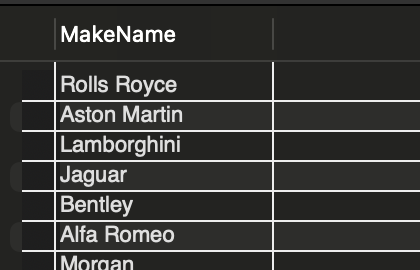 MakeName
Rolls Royce
Aston Martin
Lamborghini
Jaguar
Bentley
Alfa Romeo
Morgan